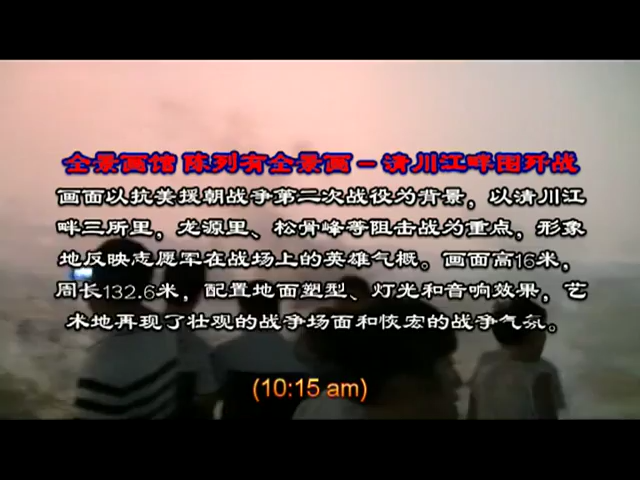 全景画馆 陈列有全景画 – 清川江畔围歼战
画面以抗美援朝战争第二次战役为背景，以清川江
畔三所里，龙源里、松骨峰等阻击战为重点，形象
地反映志愿军在战场上的英雄气概。画面高16米，
周长132.6米，配置地面塑型、灯光和音响效果，艺
术地再现了壮观的战争场面和恢宏的战争气氛。
(10:15 am)